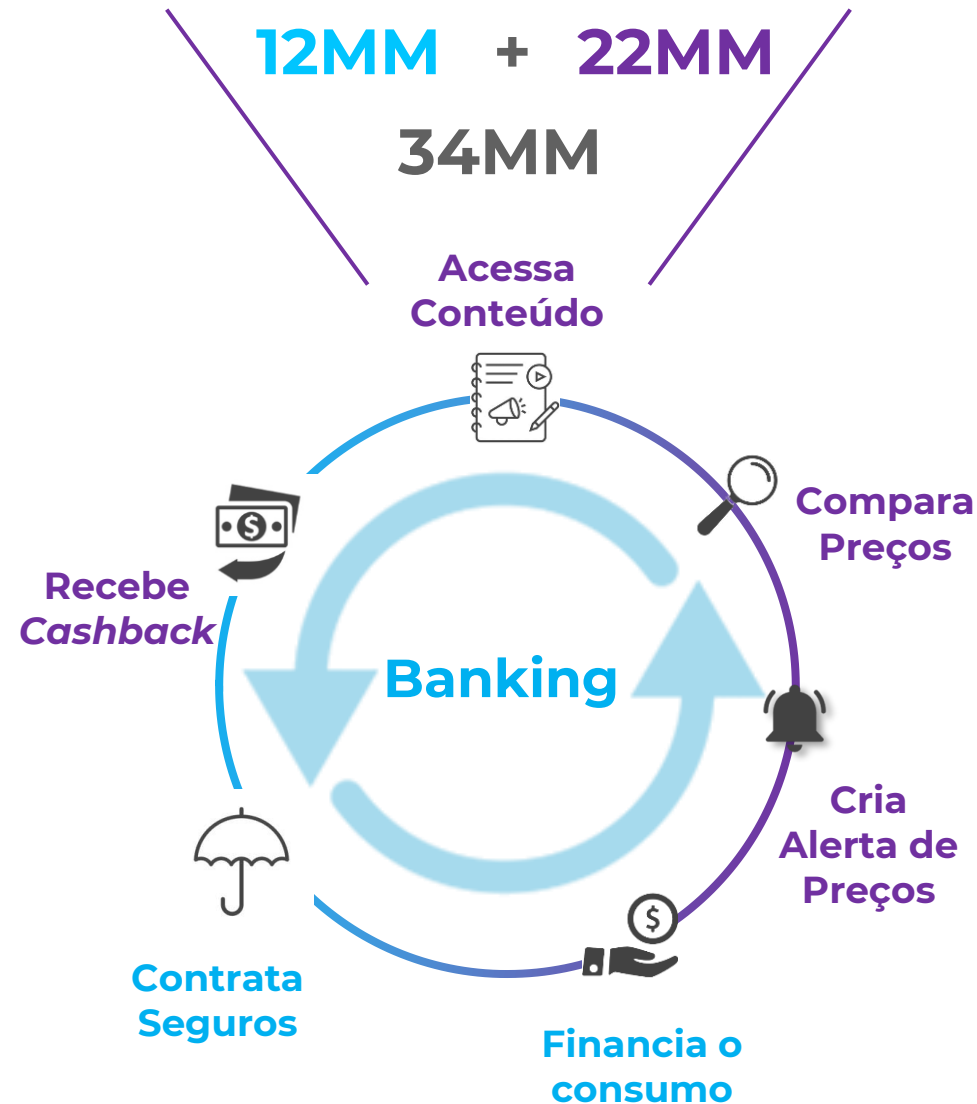 12MM + 22MM
34MM
Acessa
Conteúdo
Compara
Preços
Recebe
Cashback
Banking
Cria
Alerta de
Preços
Contrata
Seguros
Financia o
consumo